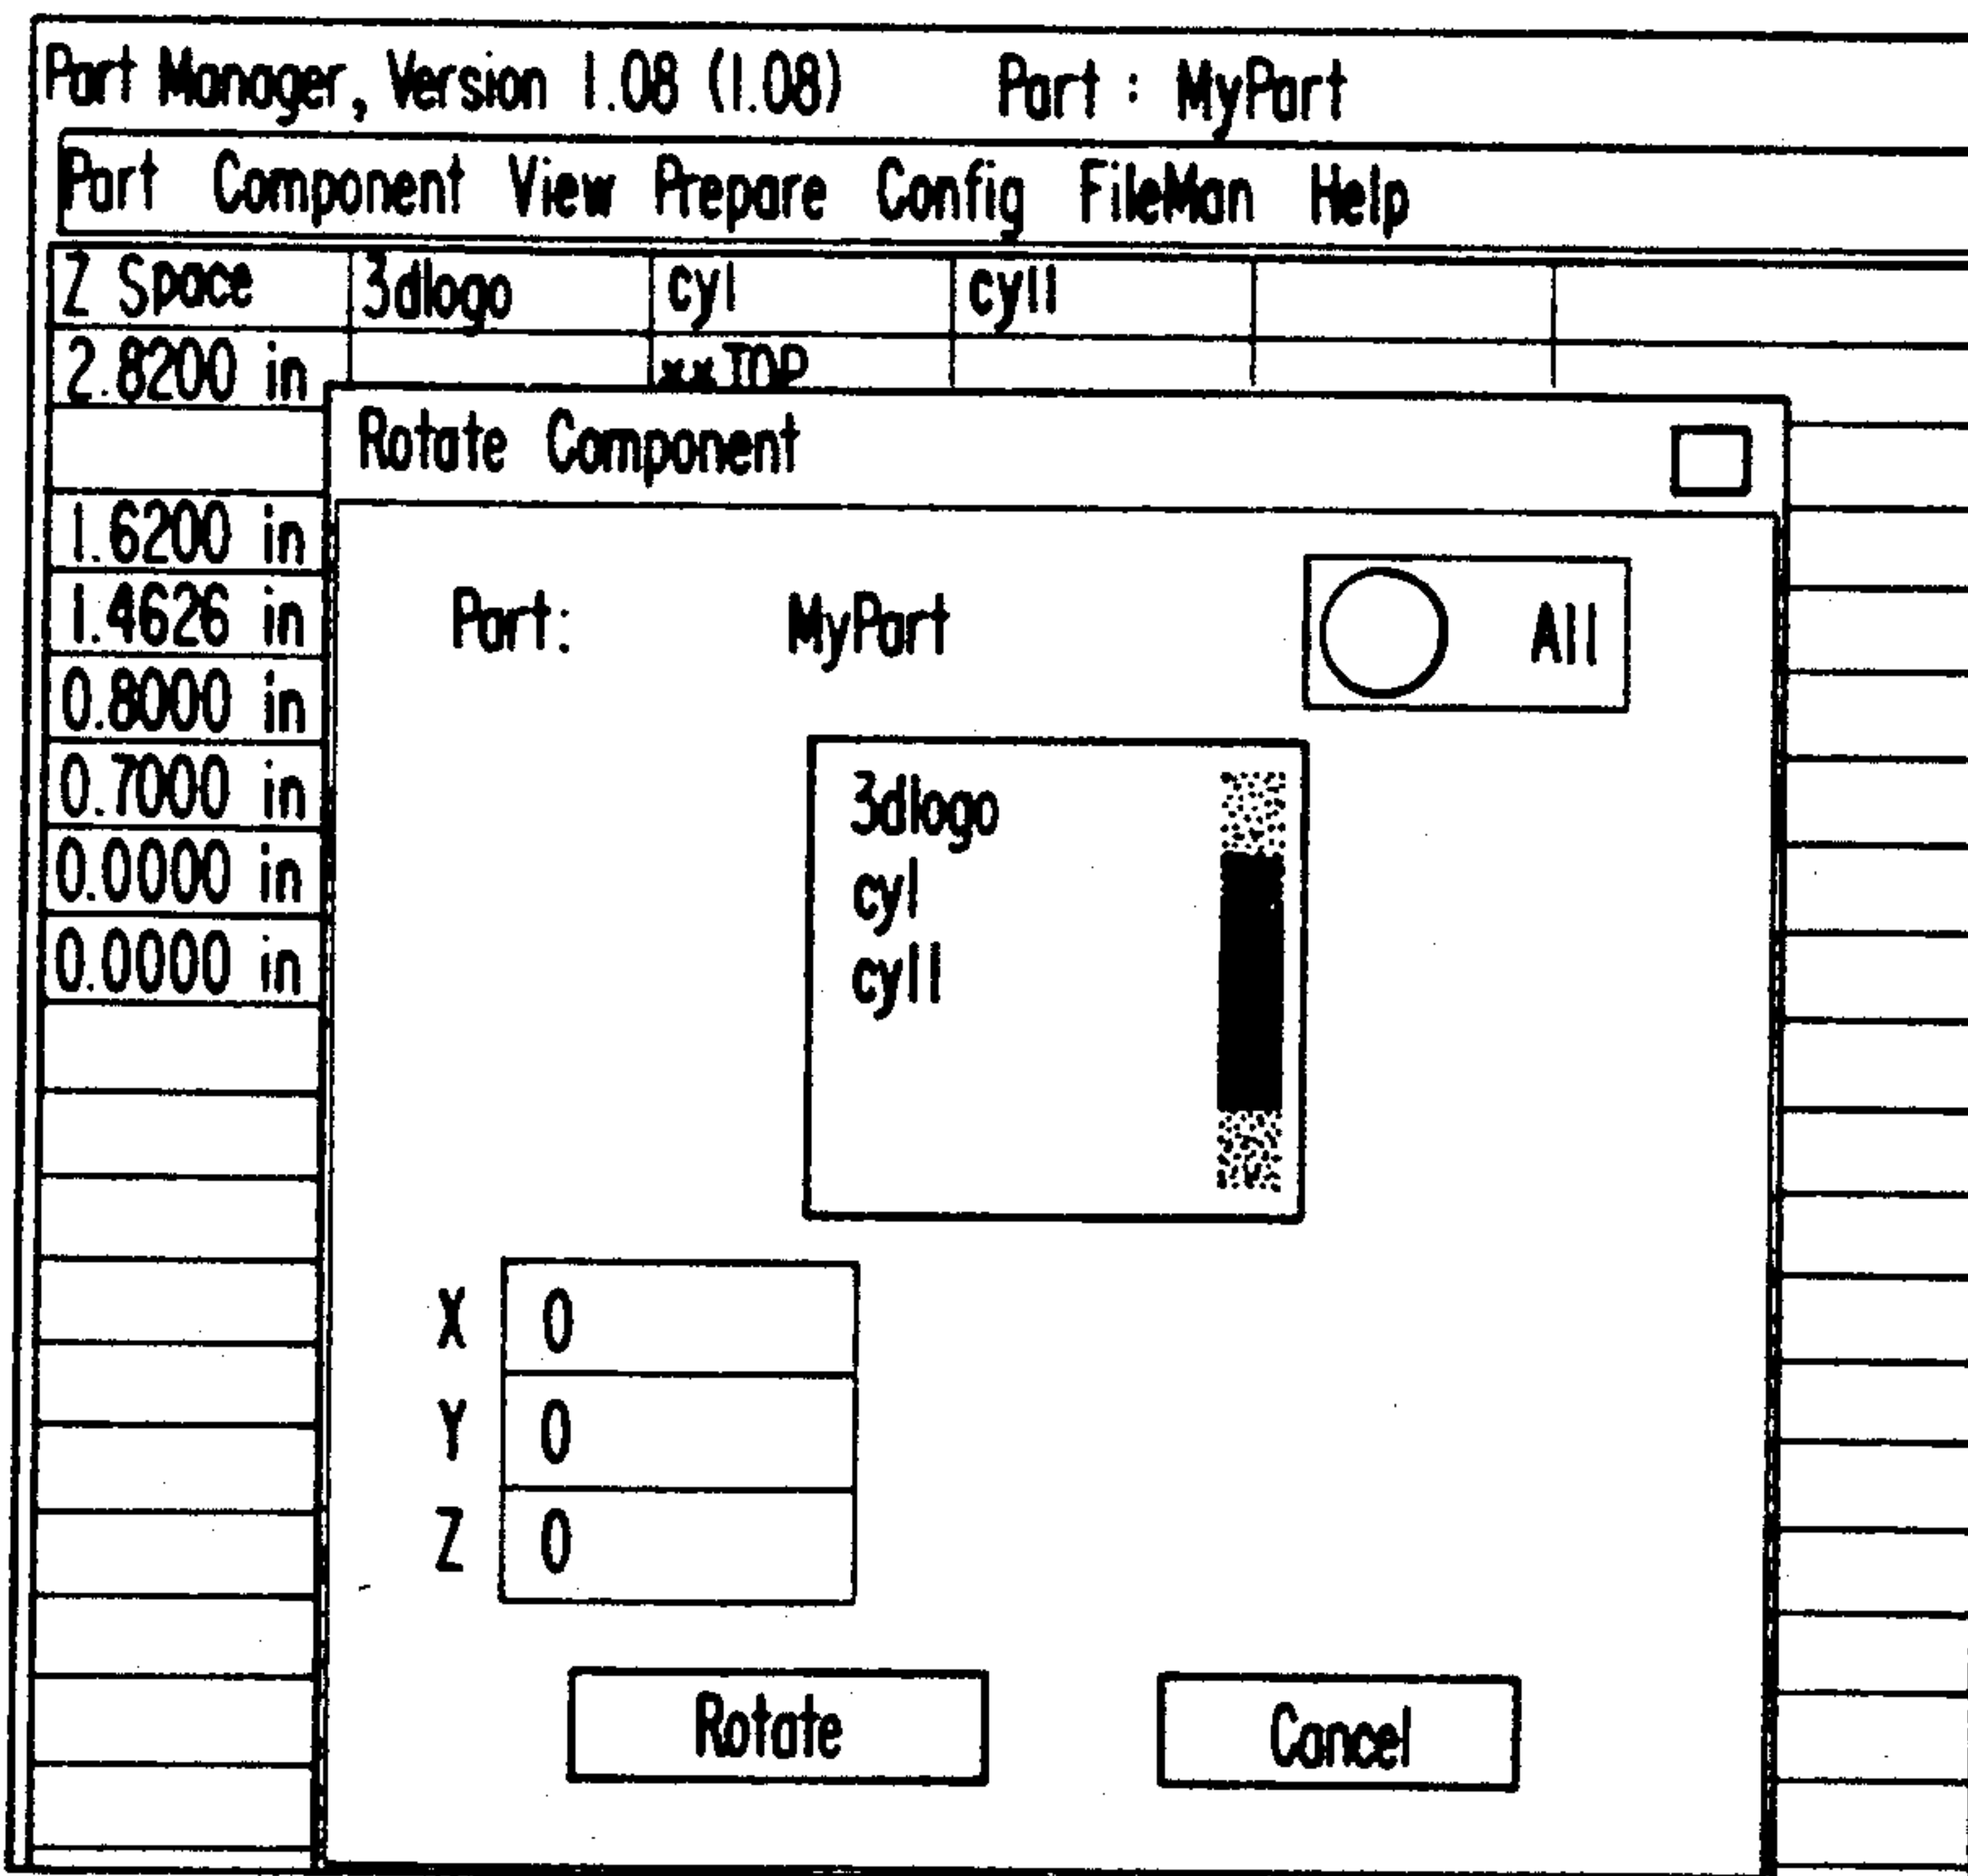 Part Manager, Version 1.08 (1.08) Part : MyPart
Part Component View Prepare Config FileMan Help
Z Space 3dlogo cyl cyll
2.8200 in xxTOP
Rotate Component
1.6200 in
1.4626 in Part: MyPart All
0.8000 in
0.7000 in 3dlogo
0.0000 in cyl
0.0000 in cyll
X 0
Y 0
Z 0
Rotate Cancel